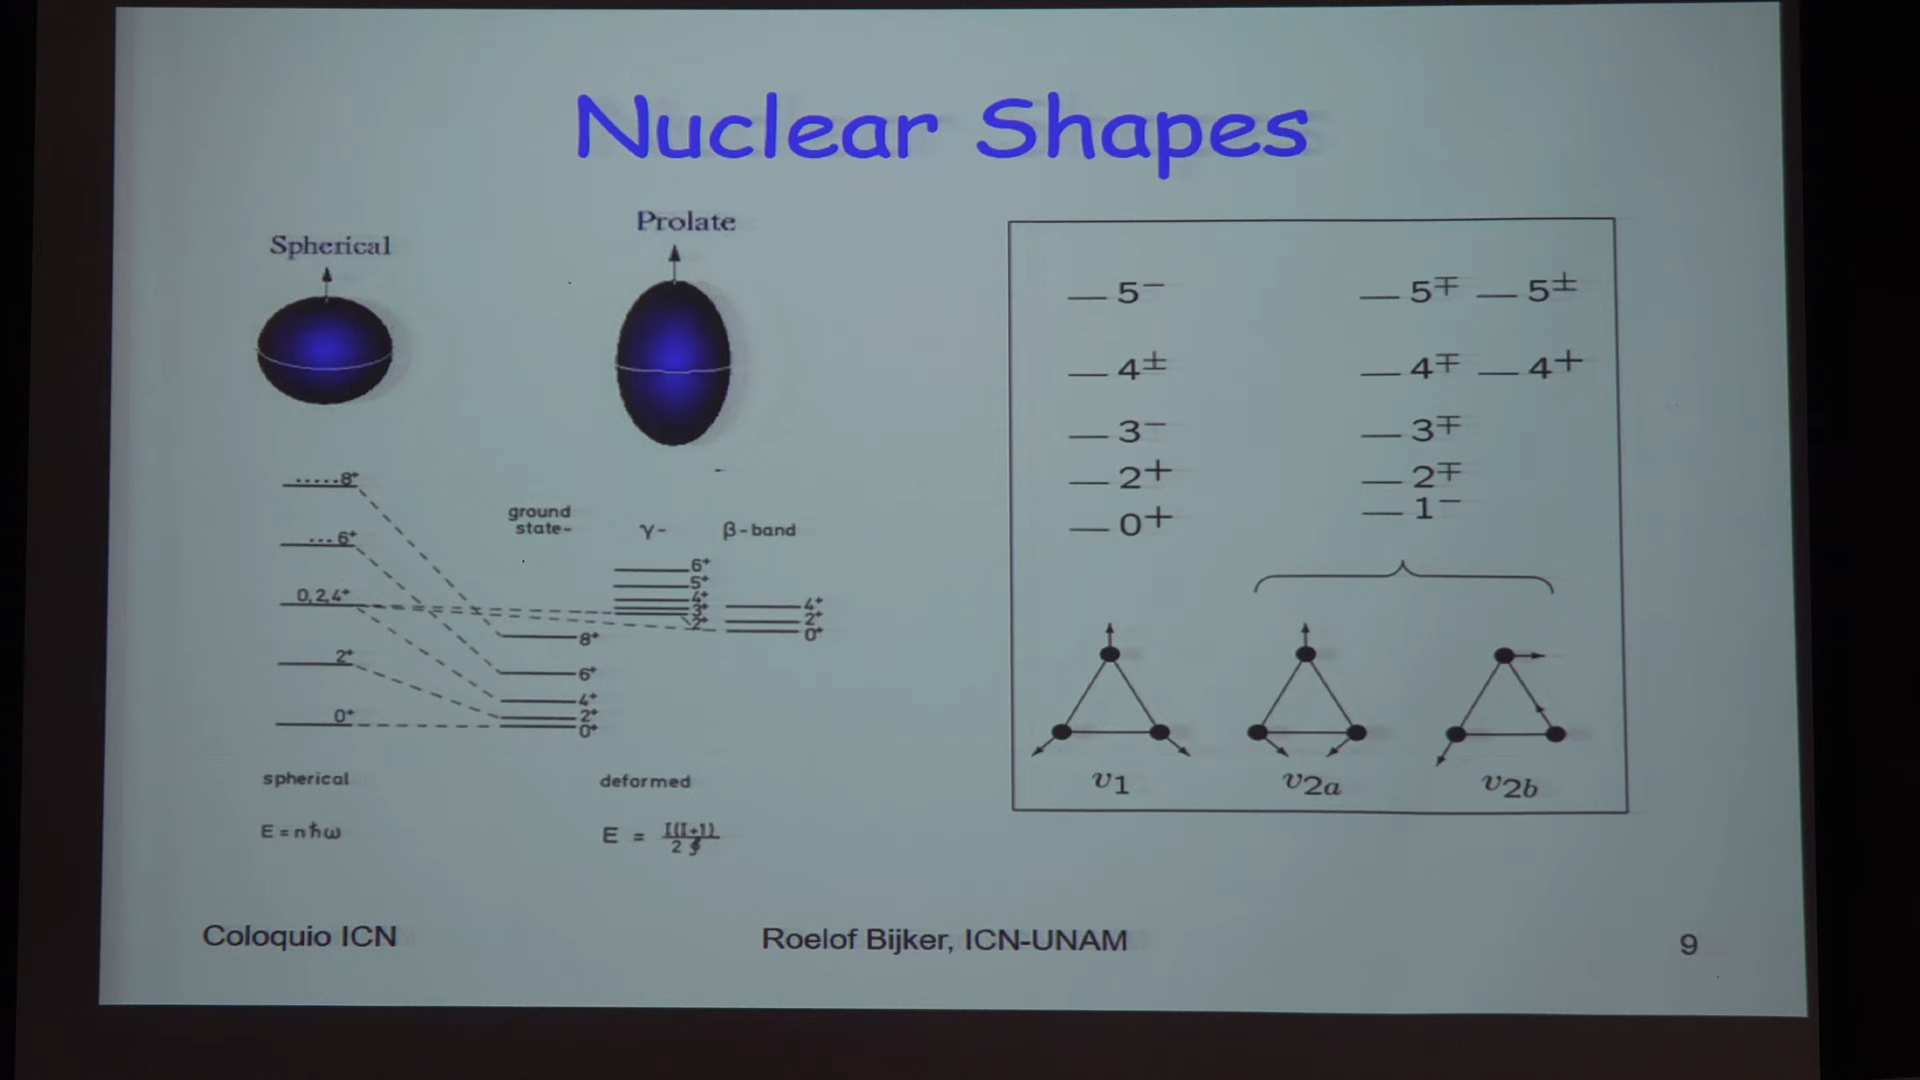 Nuclear Shapes
Spherical
Prolate
.....8⁺
...6⁺
0,2,4⁺
2⁺
0⁺
ground
state-
γ-
β-band
8⁺
6⁺
4⁺
2⁺
0⁺
6⁺
5⁺
4⁺
3⁺
2⁺
4⁺
2⁺
0⁺
spherical
deformed
E = nħω
E = I(I+1) / 2𝓘
5⁻
4±
3⁻
2⁺
0⁺
5∓ 5±
4∓ 4⁺
3∓
2∓
1⁻
v1
v2a
v2b
Coloquio ICN
Roelof Bijker, ICN-UNAM
9